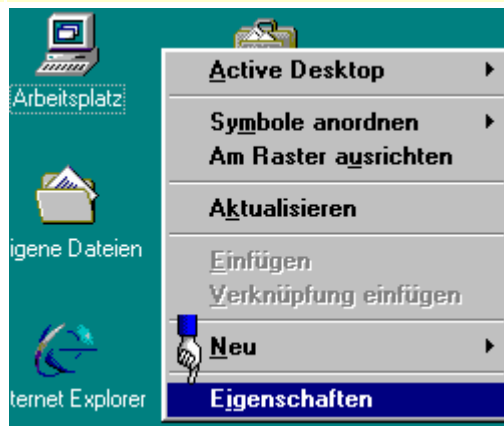 Arbeitsplatz
igene Dateien
ternet Explorer
Active Desktop
Symbole anordnen
Am Raster ausrichten
Aktualisieren
Einfügen
Verknüpfung einfügen
Neu
Eigenschaften